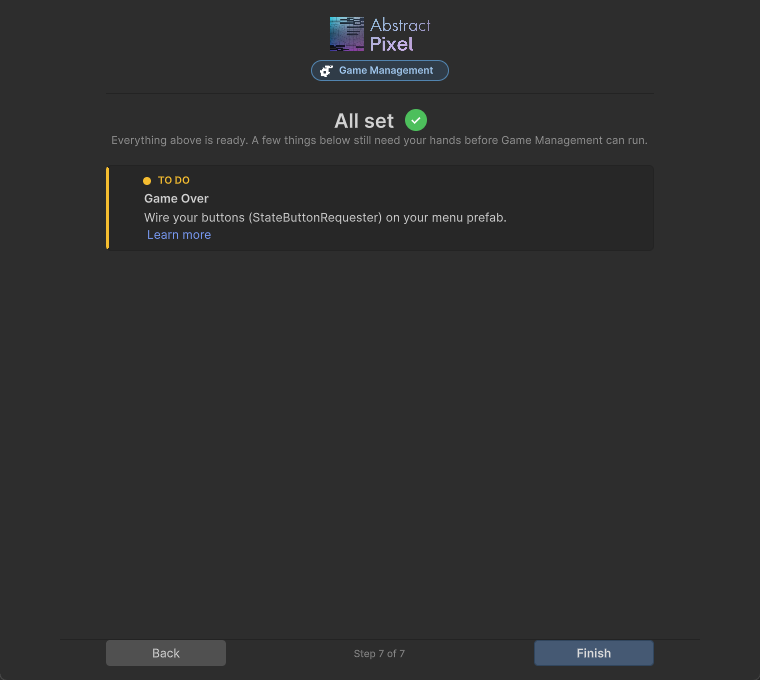 Abstract
Pixel
Game Management
All set
Everything above is ready. A few things below still need your hands before Game Management can run.
TO DO
Game Over
Wire your buttons (StateButtonRequester) on your menu prefab.
Learn more
Back
Step 7 of 7
Finish